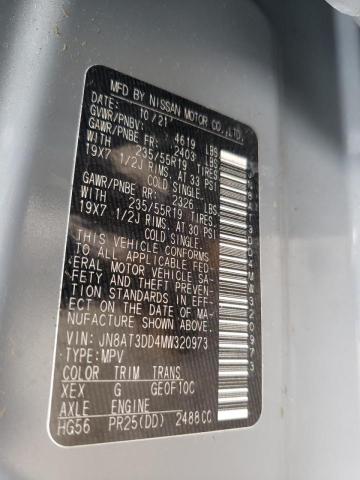 MFD BY NISSAN MOTOR CO.,LTD.
DATE: 10/21
GVWR/PNBV: 4619 LBS
GAWR/PNBE FR: 2403 LBS
WITH 235/55R19 TIRES
19X7 1/2J RIMS. AT 33 PSI
COLD SINGLE.
GAWR/PNBE RR: 2326 LBS
WITH 235/55R19 TIRES.
19X7 1/2J RIMS. AT 30 PSI
COLD SINGLE.
THIS VEHICLE CONFORMS
TO ALL APPLICABLE FED-
ERAL MOTOR VEHICLE SA-
FETY AND THEFT PREVENT-
ION STANDARDS IN EFF-
ECT ON THE DATE OF MA-
NUFACTURE SHOWN ABOVE.
VIN: JN8AT3DD4MW320973
TYPE:MPV
COLOR TRIM TRANS
XEX G GE0F10C
AXLE ENGINE
HG56 PR25(DD) 2488CC